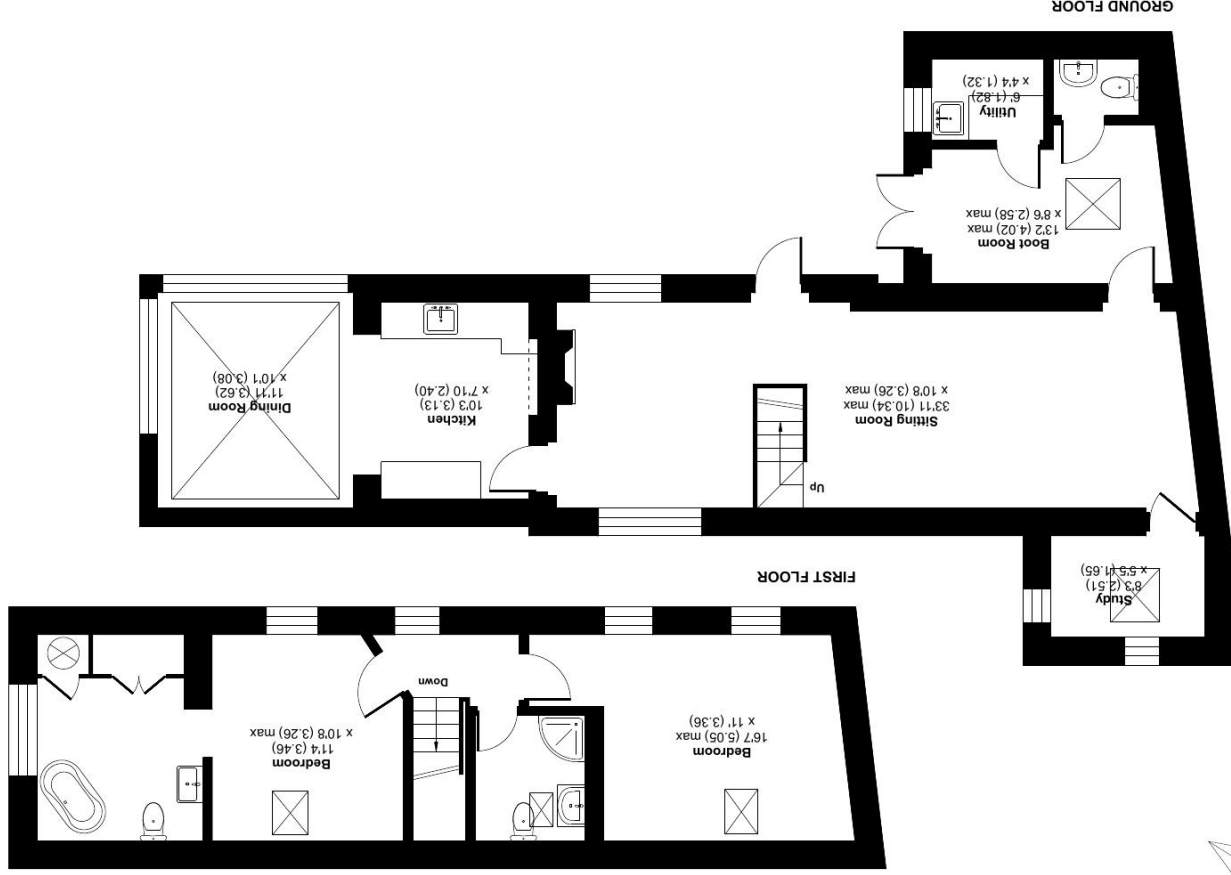 Bedroom
16'7 (5.05) max
x 11' (3.36)
Bedroom
11'4 (3.46)
x 10'8 (3.26) max
Down
FIRST FLOOR
Study
8'3 (2.51)
x 5'5 (1.65)
Up
Sitting Room
33'11 (10.34) max
x 10'8 (3.26) max
Kitchen
10'3 (3.13)
x 7'10 (2.40)
Dining Room
11'11 (3.62)
x 10'1 (3.08)
Boot Room
13'2 (4.02) max
x 8'6 (2.58) max
Utility
6' (1.82)
x 4'4 (1.32)
GROUND FLOOR